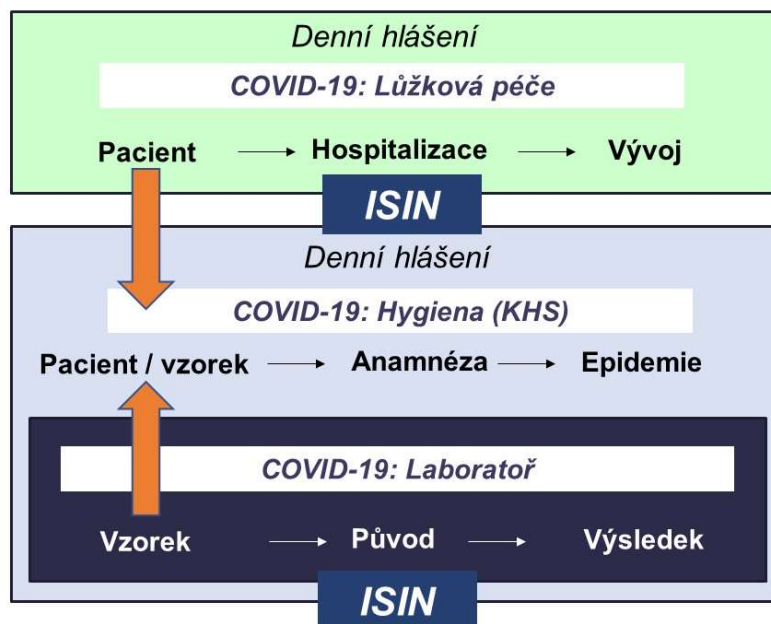 Denní hlášení
COVID-19: Lůžková péče
Pacient Hospitalizace Vývoj
ISIN
Denní hlášení
COVID-19: Hygiena (KHS)
Pacient / vzorek Anamnéza Epidemie
COVID-19: Laboratoř
Vzorek Původ Výsledek
ISIN